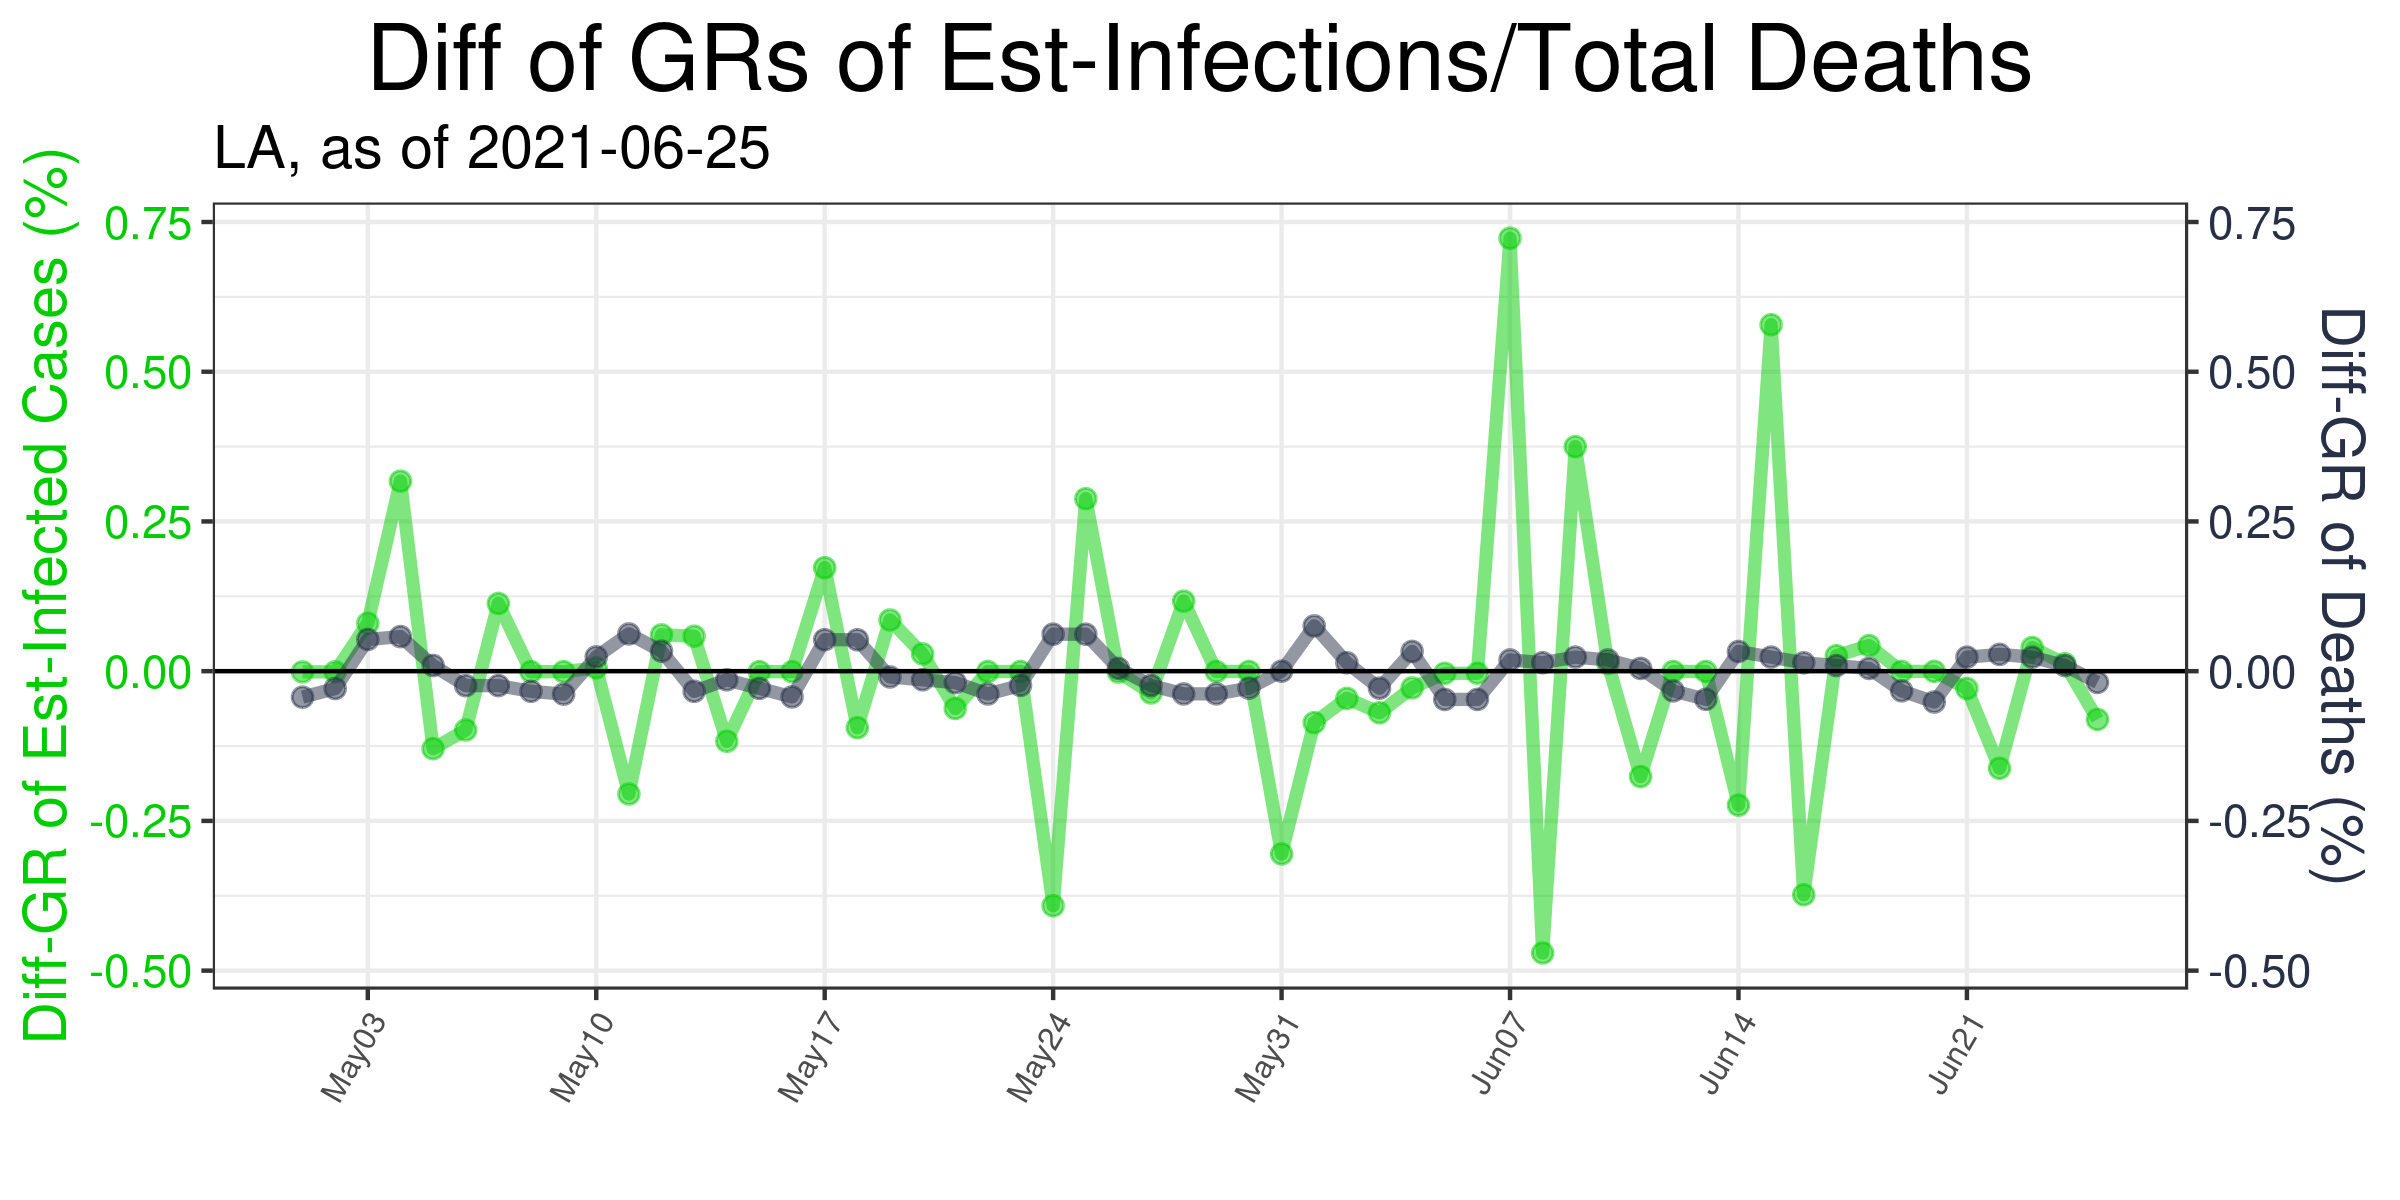 Diff of GRs of Est-Infections/Total Deaths
LA, as of 2021-06-25
Diff-GR of Est-Infected Cases (%)
0.75
0.50
0.25
0.00
-0.25
-0.50
0.75
0.50
0.25
0.00
-0.25
-0.50
Diff-GR of Deaths (%)
May03
May10
May17
May24
May31
Jun07
Jun14
Jun21